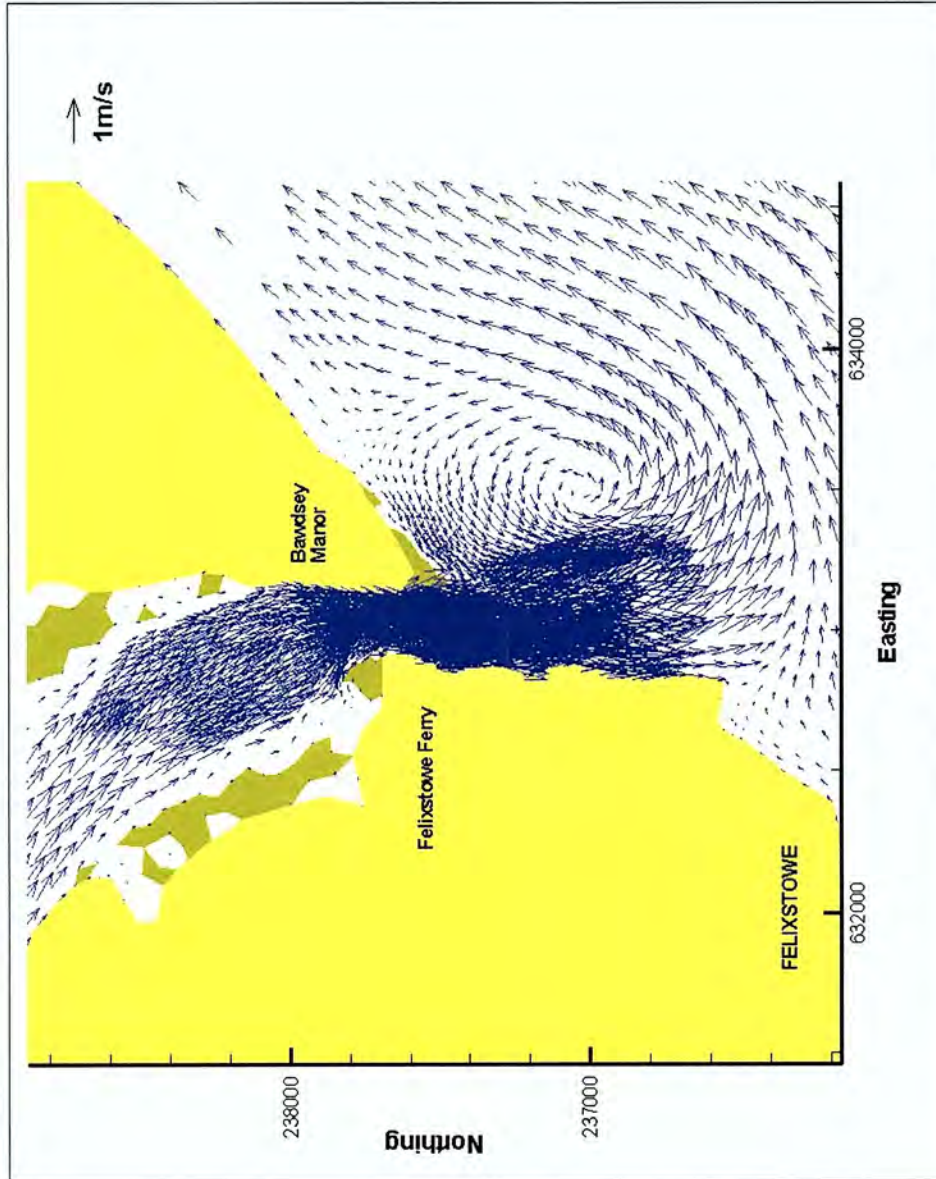 1m/s
Bawdsey
Manor
Felixstowe Ferry
FELIXSTOWE
Northing
238000
237000
632000
634000
Easting